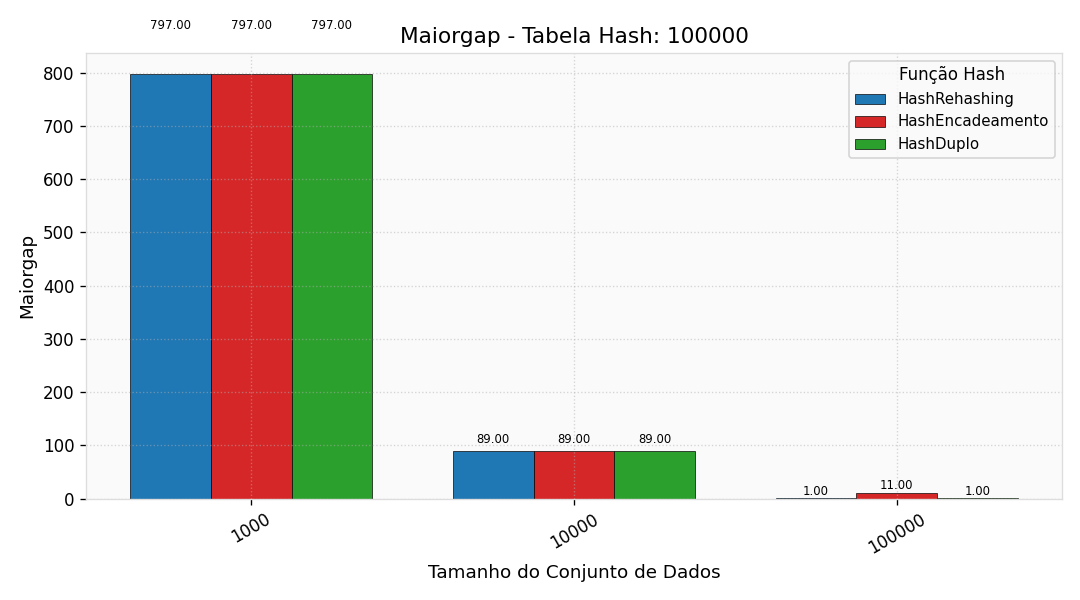 797.00 797.00 797.00
Maiorgap - Tabela Hash: 100000
Função Hash
HashRehashing
HashEncadeamento
HashDuplo
Maiorgap
800
700
600
500
400
300
200
100
0
89.00 89.00 89.00
1.00 11.00 1.00
1000 10000 100000
Tamanho do Conjunto de Dados